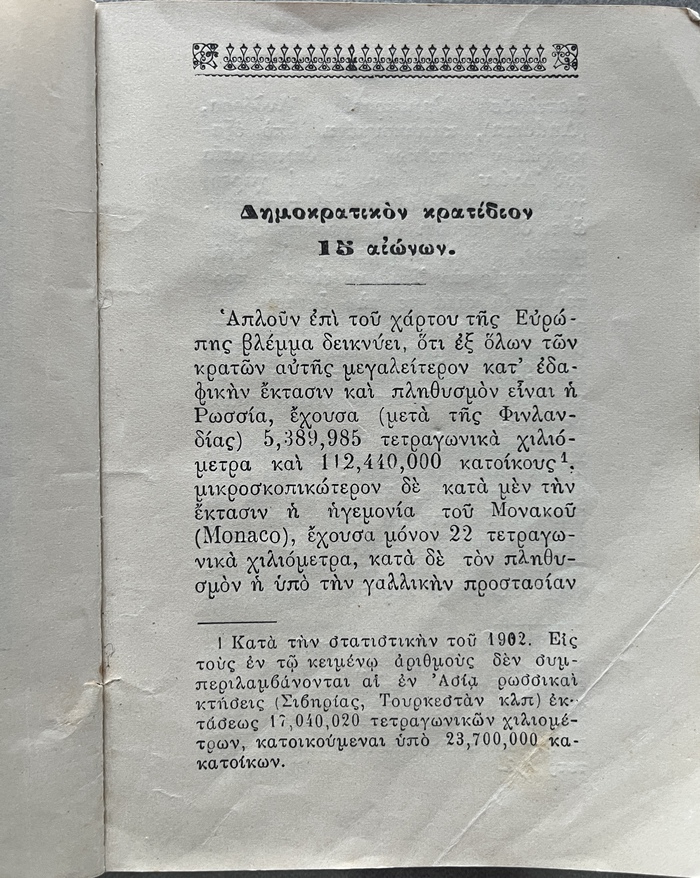 Δημοκρατικὸν κρατίδιον
15 αἰώνων.
Ἁπλοῦν ἐπὶ τοῦ χάρτου τῆς Εὐρώ-
πης βλέμμα δεικνύει, ὅτι ἐξ ὅλων τῶν
κρατῶν αὐτῆς μεγαλείτερον κατ' ἐδα-
φικὴν ἔκτασιν καὶ πληθυσμὸν εἶναι ἡ
Ρωσσία, ἔχουσα (μετὰ τῆς Φινλαν-
δίας) 5,389,985 τετραγωνικὰ χιλιό-
μετρα καὶ 112,440,000 κατοίκους¹.
μικροσκοπικώτερον δὲ κατὰ μὲν τὴν
ἔκτασιν ἡ ἡγεμονία τοῦ Μονακοῦ
(Monaco), ἔχουσα μόνον 22 τετραγω-
νικὰ χιλιόμετρα, κατὰ δὲ τὸν πληθυ-
σμὸν ἡ ὑπὸ τὴν γαλλικὴν προστασίαν
1 Κατὰ τὴν στατιστικὴν τοῦ 1902. Εἰς
τοὺς ἐν τῷ κειμένῳ ἀριθμοὺς δὲν συμ-
περιλαμβάνονται αἱ ἐν Ἀσίᾳ ρωσσικαὶ
κτήσεις (Σιβηρίας, Τουρκεστὰν κλπ) ἐκ-
τάσεως 17,040,020 τετραγωνικῶν χιλιομέ-
τρων, κατοικούμεναι ὑπὸ 23,700,000 κα-
κατοίκων.